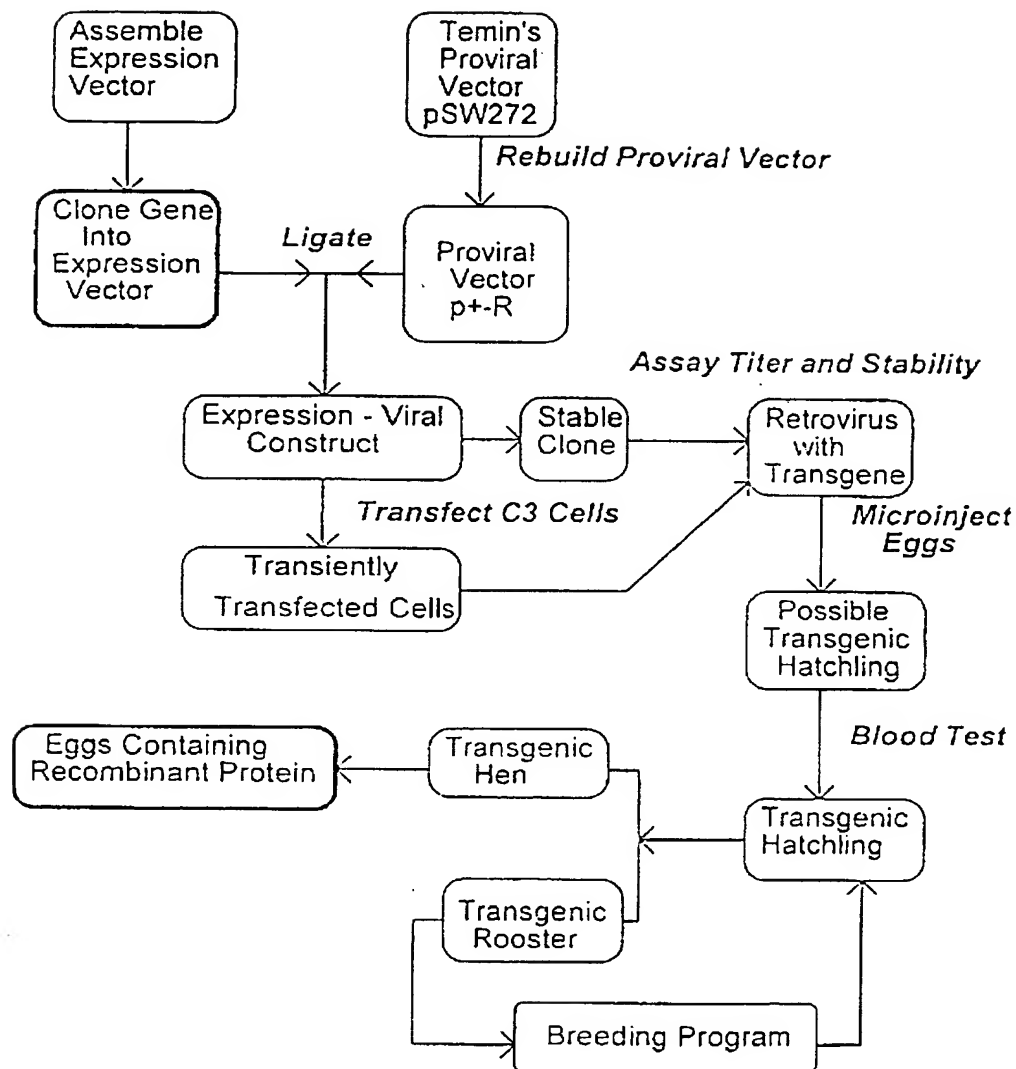 Assemble
Expression
Vector
Temin's
Proviral
Vector
pSW272
Rebuild Proviral Vector
Clone Gene
Into
Expression
Vector
Ligate
Proviral
Vector
p+-R
Assay Titer and Stability
Expression - Viral
Construct
Stable
Clone
Retrovirus
with
Transgene
Transfect C3 Cells
Microinject
Eggs
Transiently
Transfected Cells
Possible
Transgenic
Hatchling
Blood Test
Eggs Containing
Recombinant Protein
Transgenic
Hen
Transgenic
Hatchling
Transgenic
Rooster
Breeding Program